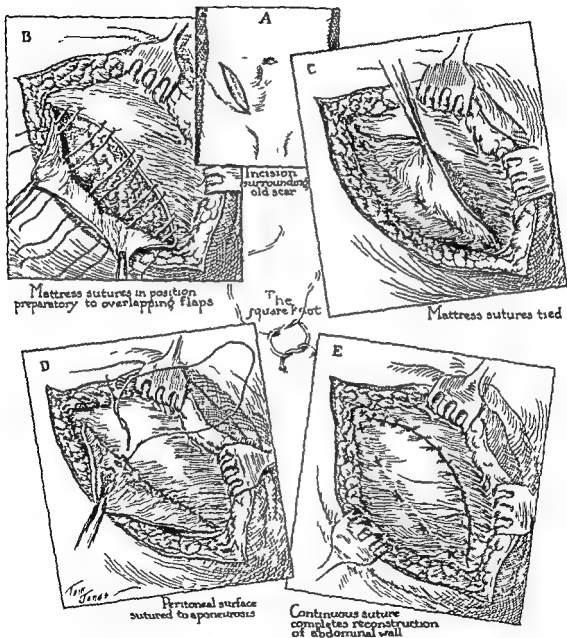 A
B
C
Incision
surrounding
old scar
Mattress sutures in position
preparatory to overlapping flaps
The
square knot
Mattress sutures tied
D
E
Tom
Jones
Peritoneal surface
sutured to aponeurosis
Continuous suture
completes reconstruction
of abdominal wall